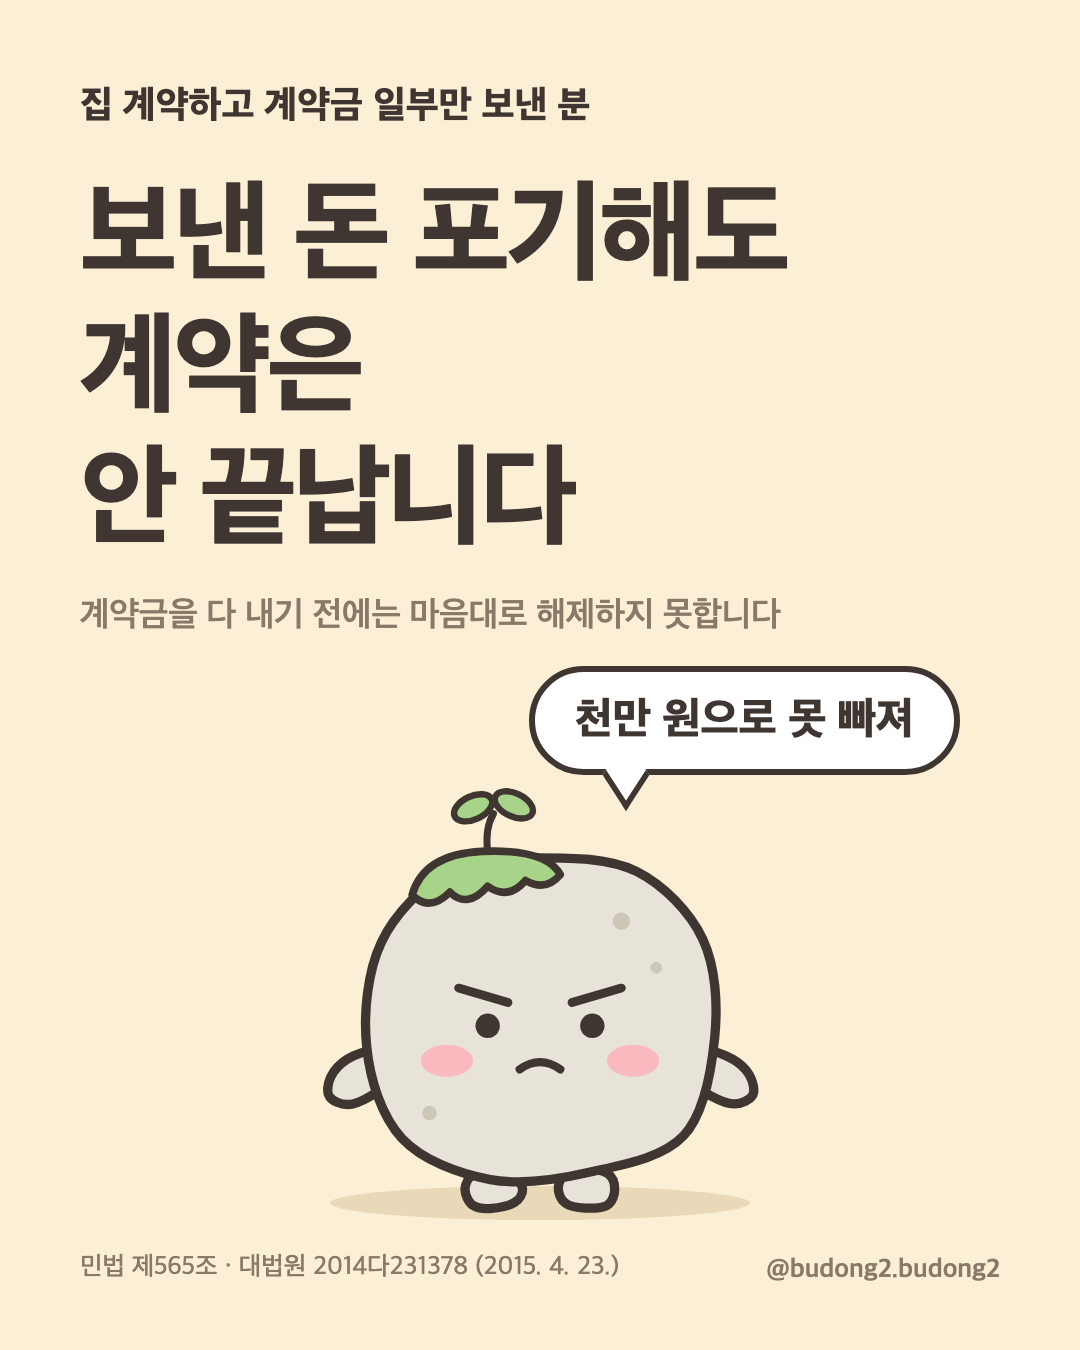 집 계약하고 계약금 일부만 보낸 분
보낸 돈 포기해도
계약은
안 끝납니다
계약금을 다 내기 전에는 마음대로 해제하지 못합니다
천만 원으로 못 빠져
민법 제565조 · 대법원 2014다231378 (2015. 4. 23.)
@budong2.budong2